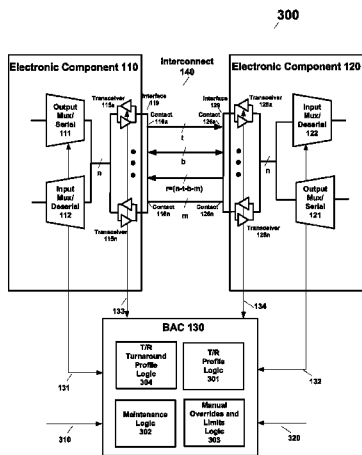 300
Electronic Component 110
Interconnect
140
Electronic Component 120
Transceiver
115a
Interface
119
Interface
129
Transceiver
125a
Output
Mux/
Serial
111
Contact
116a
Contact
126a
Input
Mux/
Deserial
122
t
b
n
n
r=(n-t-b-m)
m
Input
Mux/
Deserial
112
Contact
116n
Contact
126n
Output
Mux/
Serial
121
Transceiver
115n
Transceiver
125n
133
134
BAC 130
T/R
Turnaround
Profile
Logic
304
T/R
Profile
Logic
301
131
132
Maintenance
Logic
302
Manual
Overrides and
Limits
Logic
303
310
320